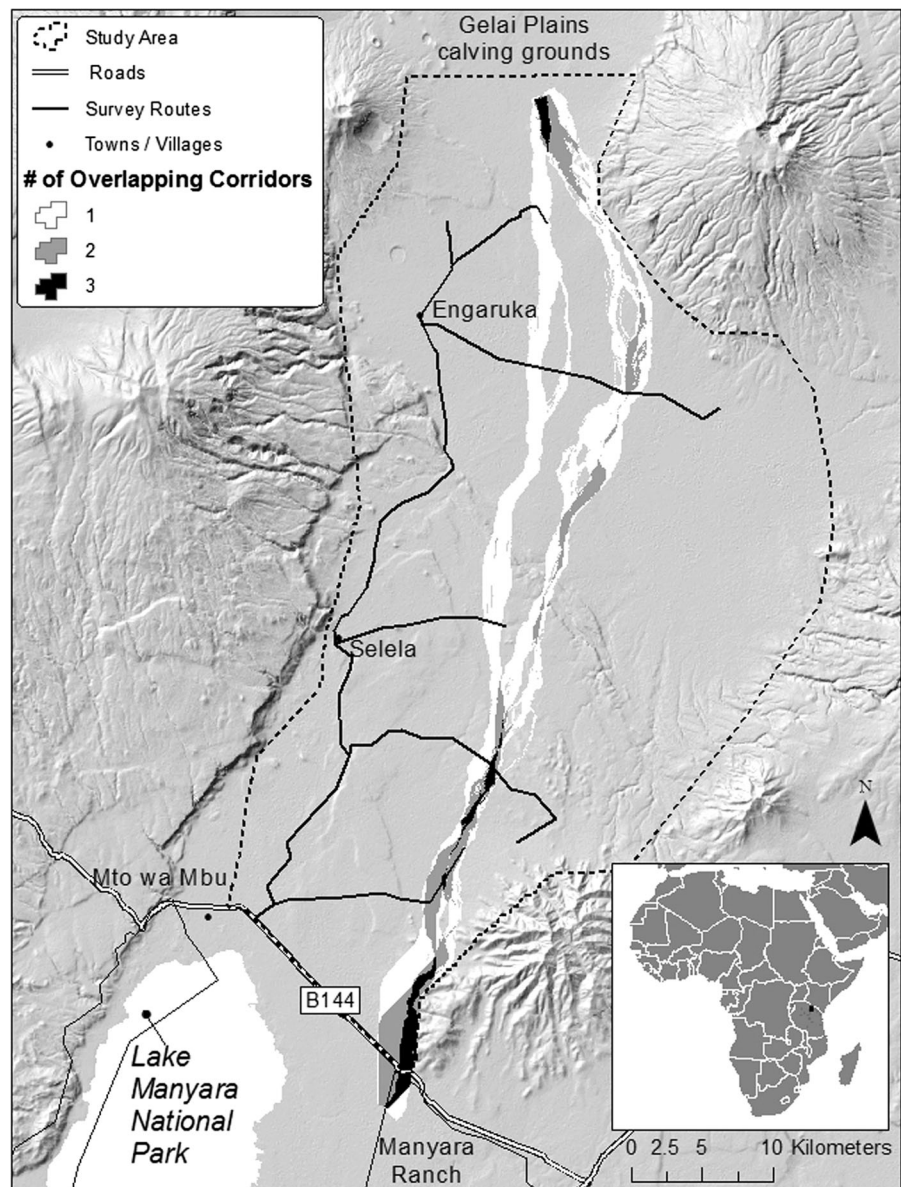 Study Area
Roads
Survey Routes
Towns / Villages
# of Overlapping Corridors
1
2
3
Gelai Plains
calving grounds
Engaruka
Selela
Mto wa Mbu
B144
Lake
Manyara
National
Park
Manyara
Ranch
N
0 2.5 5 10 Kilometers